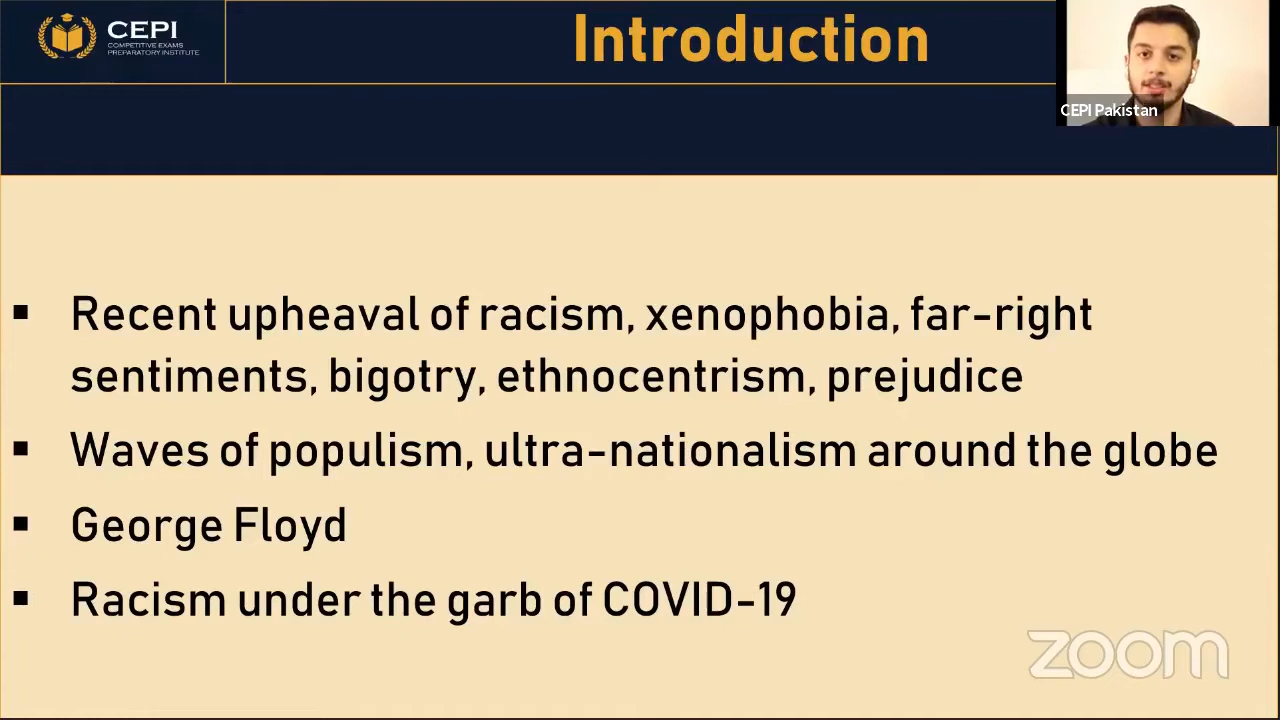 CEPI
COMPETITIVE EXAMS
PREPARATORY INSTITUTE
Introduction
CEPI Pakistan
▪ Recent upheaval of racism, xenophobia, far-right
sentiments, bigotry, ethnocentrism, prejudice
▪ Waves of populism, ultra-nationalism around the globe
▪ George Floyd
▪ Racism under the garb of COVID-19
zoom